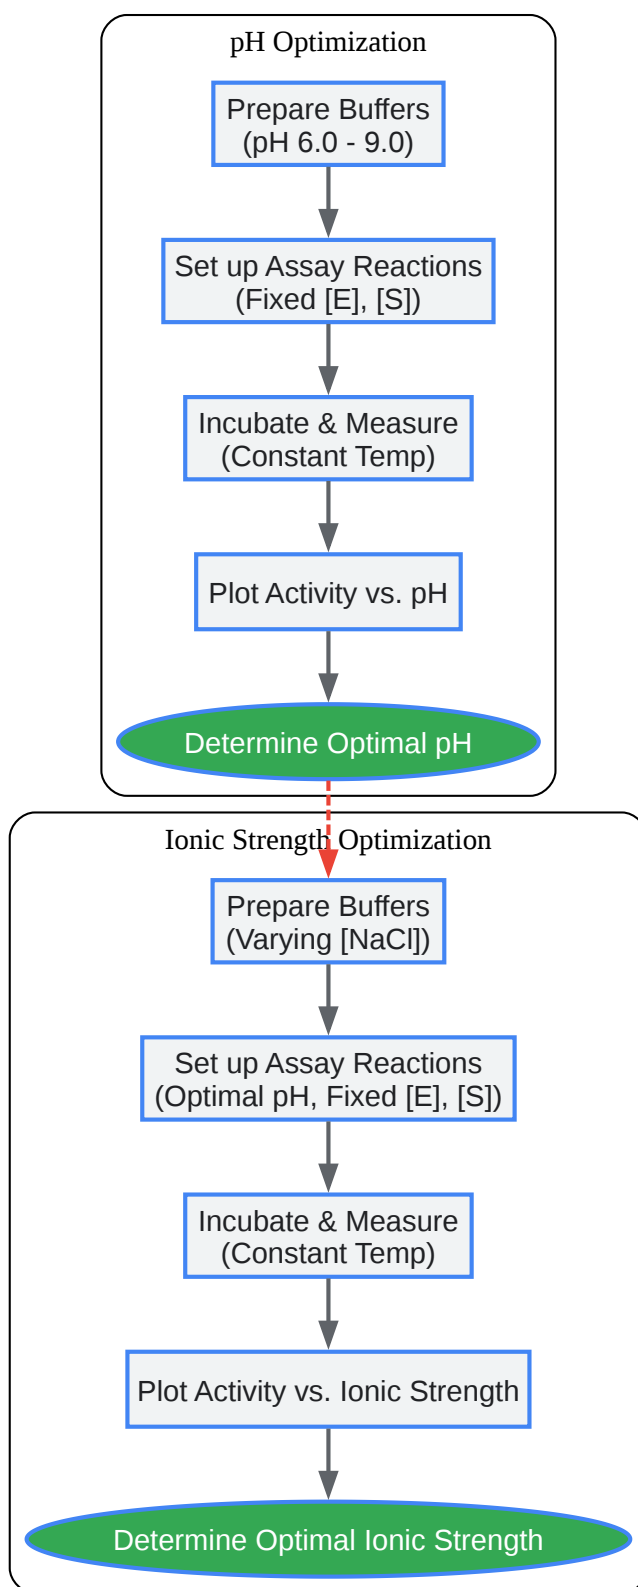 pH Optimization
Prepare Buffers
(pH 6.0 - 9.0)
Set up Assay Reactions
(Fixed [E], [S])
Incubate & Measure
(Constant Temp)
Plot Activity vs. pH
Determine Optimal pH
Ionic Strength Optimization
Prepare Buffers
(Varying [NaCl])
Set up Assay Reactions
(Optimal pH, Fixed [E], [S])
Incubate & Measure
(Constant Temp)
Plot Activity vs. Ionic Strength
Determine Optimal Ionic Strength